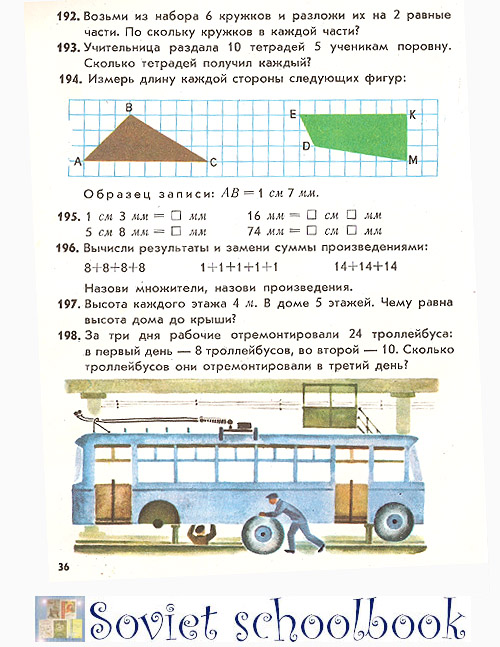 192. Возьми из набора 6 кружков и разложи их на 2 равные
части. По скольку кружков в каждой части?
193. Учительница раздала 10 тетрадей 5 ученикам поровну.
Сколько тетрадей получил каждый?
194. Измерь длину каждой стороны следующих фигур:
B
E
K
D
A
C
M
Образец записи: AB = 1 см 7 мм.
195. 1 см 3 мм = □ мм 16 мм = □ см □ мм
5 см 8 мм = □ мм 74 мм = □ см □ мм
196. Вычисли результаты и замени суммы произведениями:
8+8+8+8 1+1+1+1+1 14+14+14
Назови множители, назови произведения.
197. Высота каждого этажа 4 м. В доме 5 этажей. Чему равна
высота дома до крыши?
198. За три дня рабочие отремонтировали 24 троллейбуса:
в первый день — 8 троллейбусов, во второй — 10. Сколько
троллейбусов они отремонтировали в третий день?
36
Soviet schoolbook